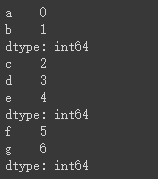 a    0
b    1
dtype: int64
c    2
d    3
e    4
dtype: int64
f    5
g    6
dtype: int64